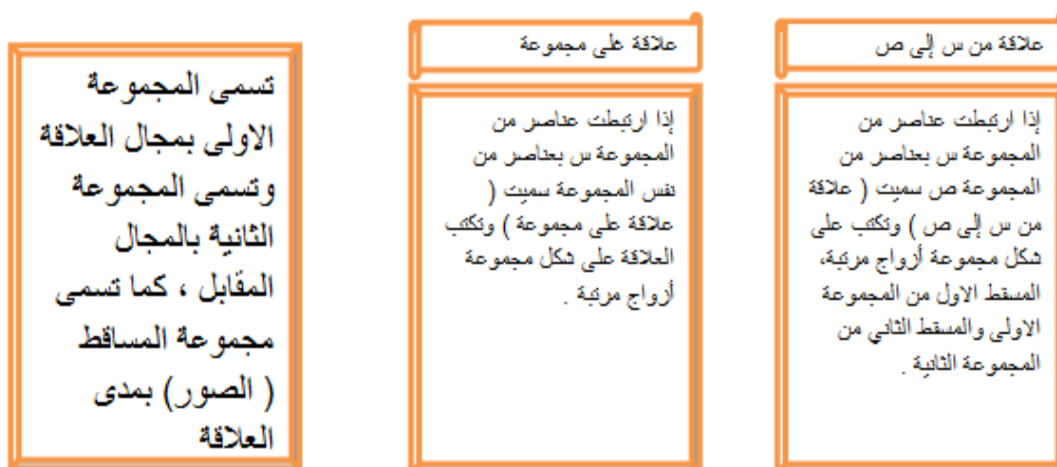 علاقة من س إلى ص
إذا ارتبطت عناصر من
المجموعة س بعناصر من
المجموعة ص سميت ( علاقة
من س إلى ص ) وتكتب على
شكل مجموعة أزواج مرتبة،
المسقط الاول من المجموعة
الاولى والمسقط الثاني من
المجموعة الثانية .
علاقة على مجموعة
إذا ارتبطت عناصر من
المجموعة س بعناصر من
نفس المجموعة سميت (
علاقة على مجموعة ) وتكتب
العلاقة على شكل مجموعة
أزواج مرتبة .
تسمى المجموعة
الاولى بمجال العلاقة
وتسمى المجموعة
الثانية بالمجال
المقابل ، كما تسمى
مجموعة المساقط
( الصور) بمدى
العلاقة